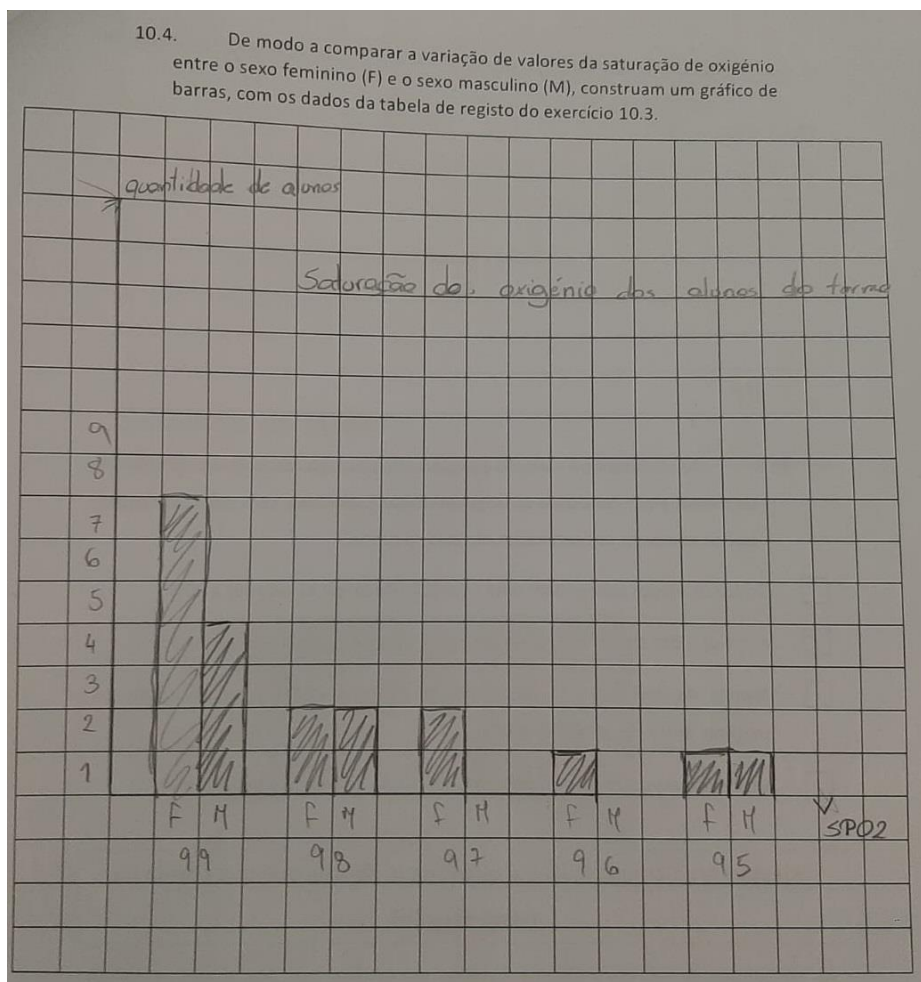 10.4. De modo a comparar a variação de valores da saturação de oxigénio
entre o sexo feminino (F) e o sexo masculino (M), construam um gráfico de
barras, com os dados da tabela de registo do exercício 10.3.
quantidade de alunos
Saturação do oxigénio dos alunos da turma
9
8
7
6
5
4
3
2
1
F M F M F M F M F M
SPO2
99 98 97 96 95